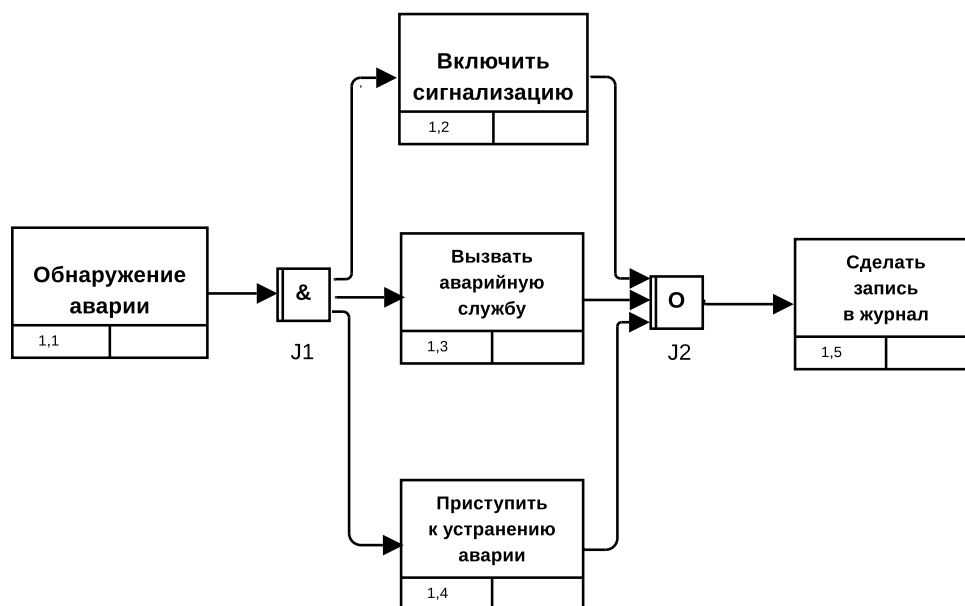 Включить
сигнализацию
1,2
Обнаружение
аварии
1,1
&
J1
Вызвать
аварийную
службу
1,3
O
J2
Сделать
запись
в журнал
1,5
Приступить
к устранению
аварии
1,4